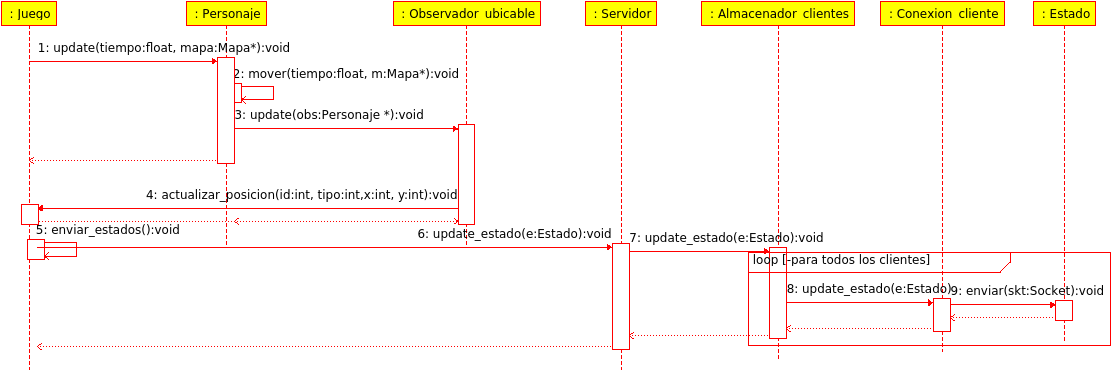 : Juego
: Personaje
: Observador ubicable
: Servidor
: Almacenador clientes
: Conexion cliente
: Estado
1: update(tiempo:float, mapa:Mapa*):void
2: mover(tiempo:float, m:Mapa*):void
3: update(obs:Personaje *):void
4: actualizar_posicion(id:int, tipo:int,x:int, y:int):void
5: enviar_estados():void
6: update_estado(e:Estado):void
7: update_estado(e:Estado):void
loop [-para todos los clientes]
8: update_estado(e:Estado)
9: enviar(skt:Socket):void